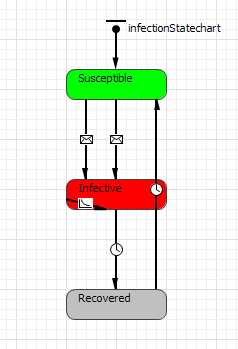 infectionStatechart
Susceptible
Infective
Recovered